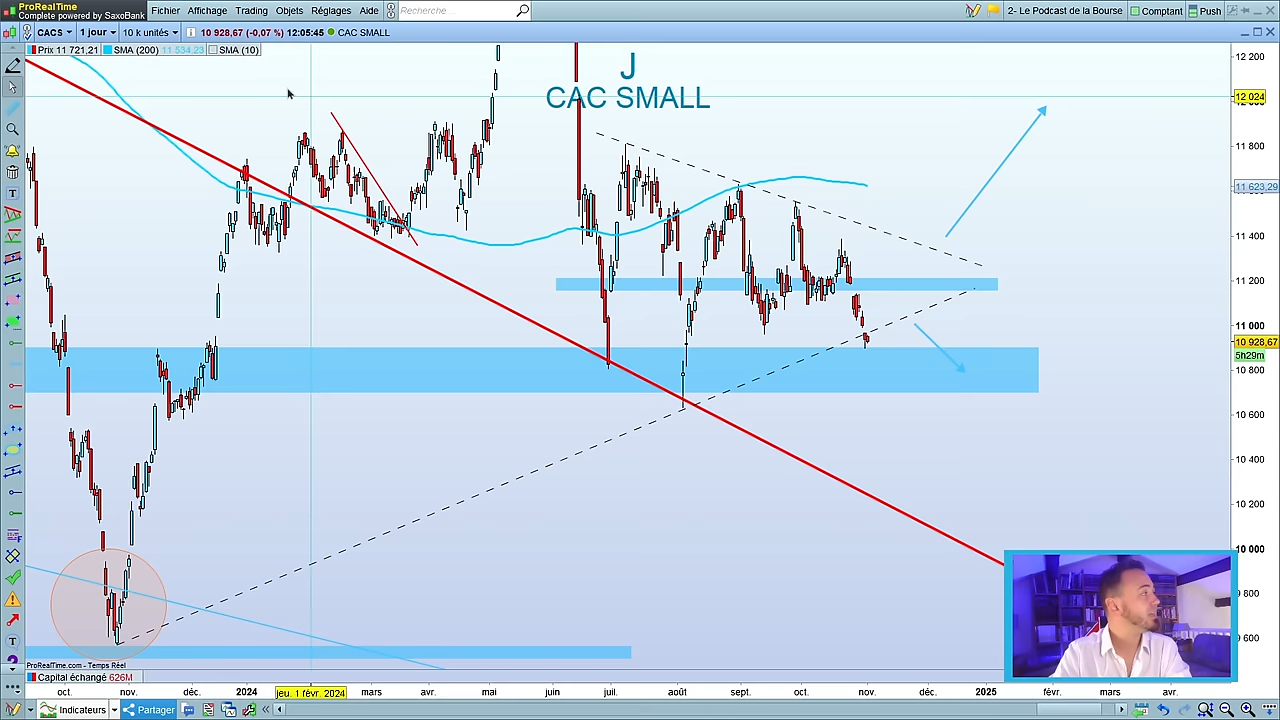 ProRealTime
Complete powered by SaxoBank
Fichier Affichage Trading Objets Réglages Aide Recherche
2- Le Podcast de la Bourse Comptant Push
CACS 1 jour 10 k unités 10 928,67 (-0,07 %) 12:05:45 CAC SMALL
Prix 11 721,21 SMA (200) 11 534,23 SMA (10)
J
CAC SMALL
12 200
12 024
11 800
11 623,29
11 400
11 200
11 000
10 928,67
5h29m
10 800
10 600
10 400
10 200
10 000
9 800
9 600
ProRealTime.com - Temps Réel
Capital échangé 626M
oct. nov. déc. 2024 jeu. 1 févr. 2024 mars avr. mai juin juil. août sept. oct. nov. déc. 2025 févr. mars avr.
Indicateurs Partager